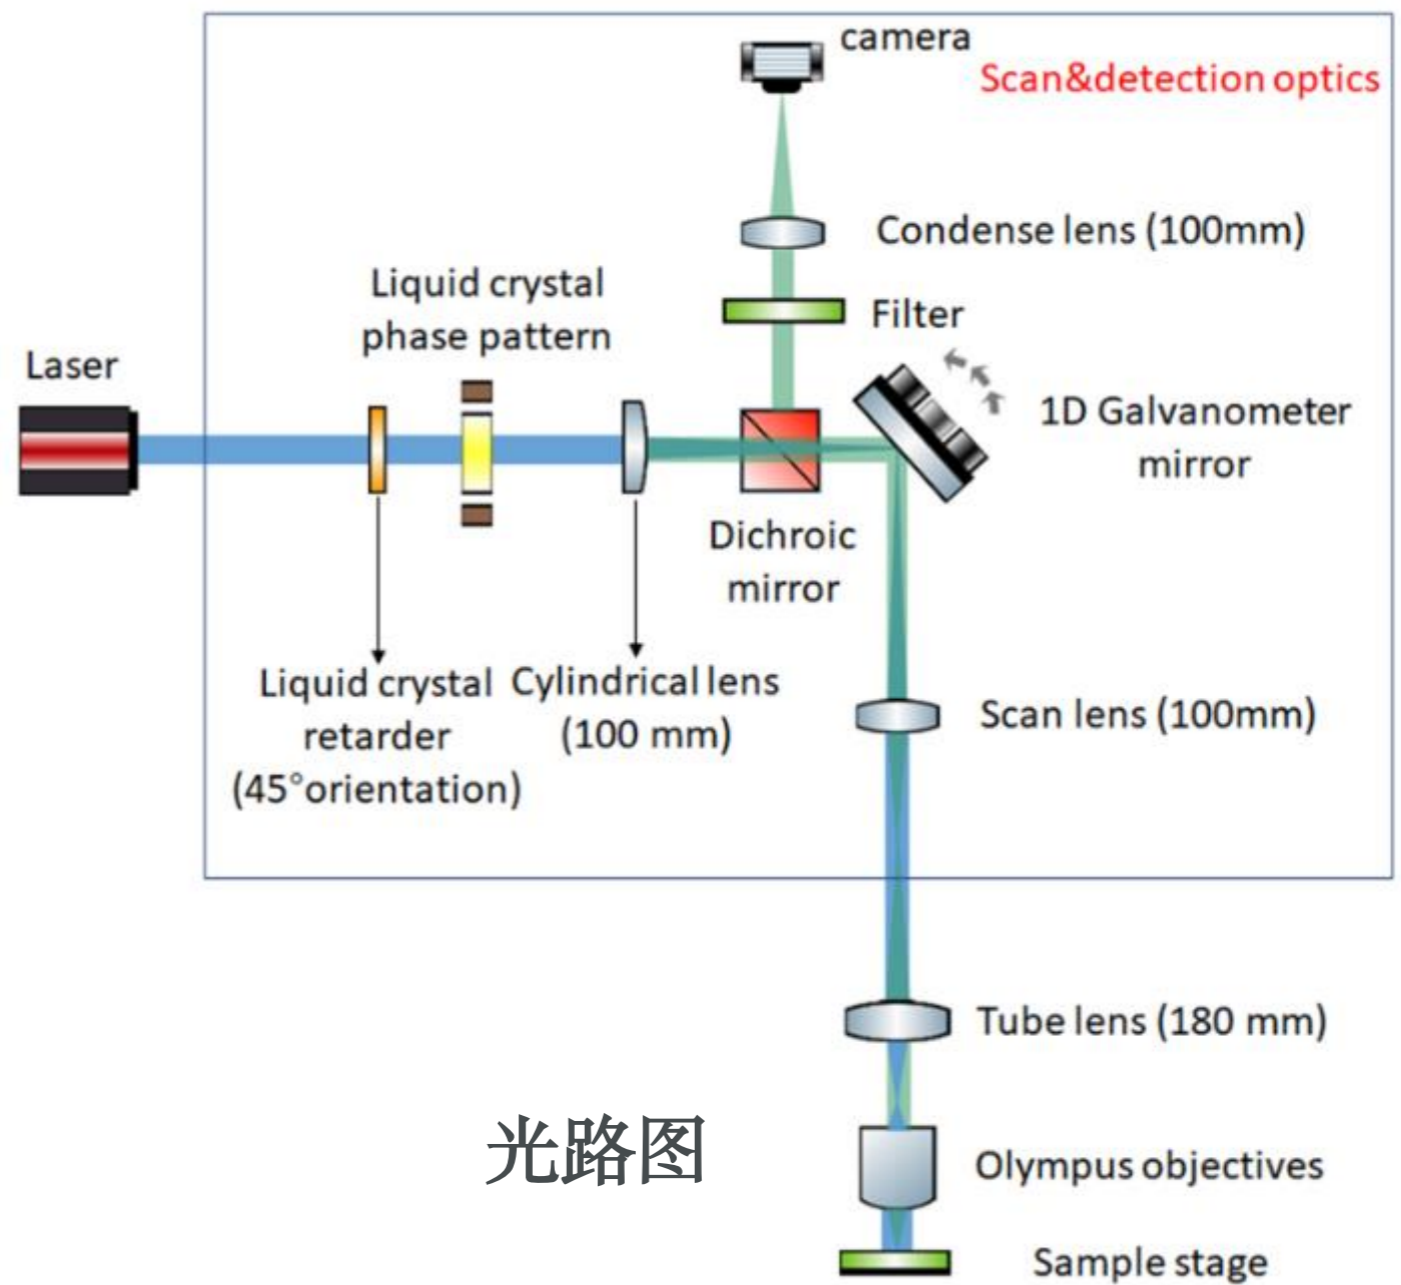 camera
Scan&detection optics
Condense lens (100mm)
Liquid crystal
phase pattern
Filter
Laser
1D Galvanometer
mirror
Dichroic
mirror
Liquid crystal
retarder
(45°orientation)
Cylindrical lens
(100 mm)
Scan lens (100mm)
Tube lens (180 mm)
光路图
Olympus objectives
Sample stage